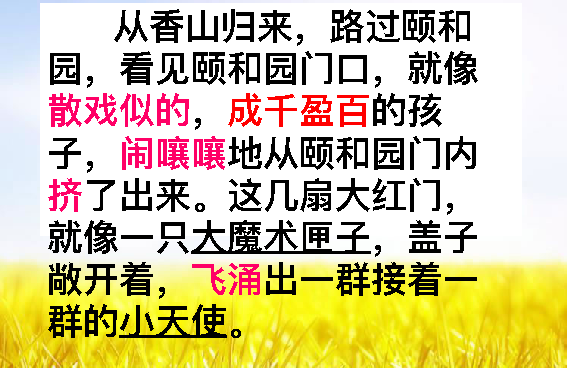 从香山归来，路过颐和
园，看见颐和园门口，就像
散戏似的，成千盈百的孩
子，闹嚷嚷地从颐和园门内
挤了出来。这几扇大红门，
就像一只大魔术匣子，盖子
敞开着，飞涌出一群接着一
群的小天使。